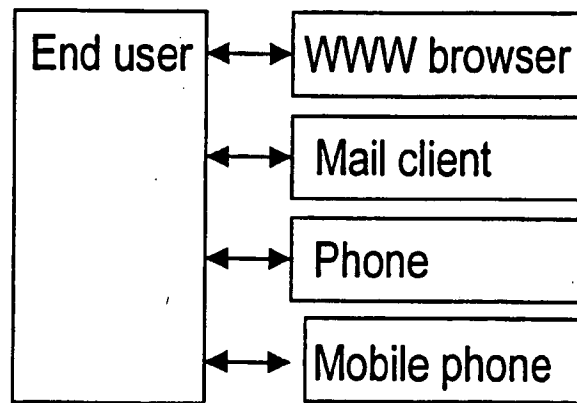 End user
WWW browser
Mail client
Phone
Mobile phone